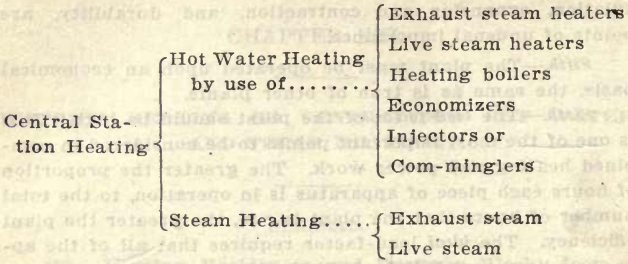 Exhaust steam heaters
Live steam heaters
Hot Water Heating
by use of........
Heating boilers
Economizers
Injectors or
Com-minglers
Central Sta-
tion Heating
Steam Heating.....
Exhaust steam
Live steam